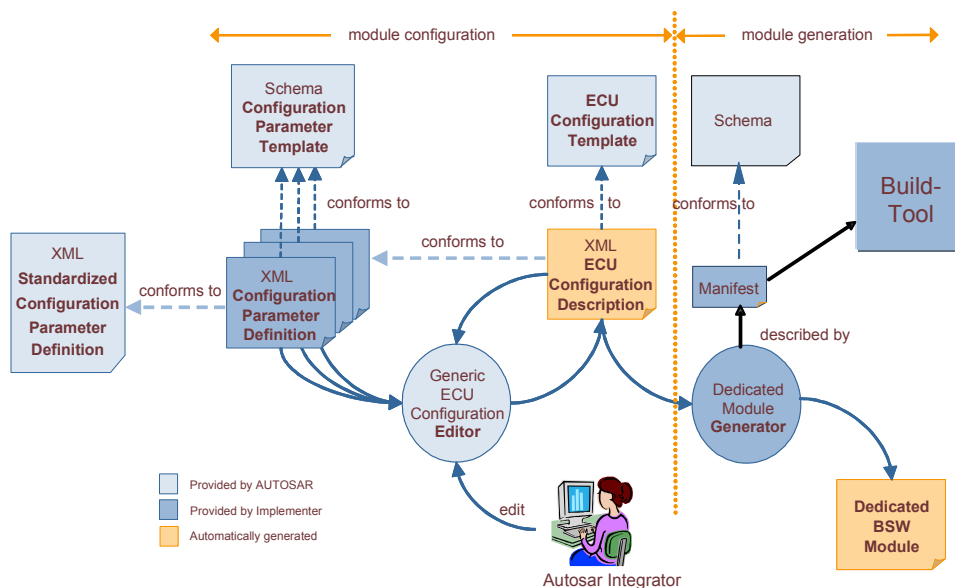 module configuration
module generation
Schema
Configuration
Parameter
Template
ECU
Configuration
Template
Schema
Build-
Tool
conforms to
conforms to
conforms to
XML
Standardized
Configuration
Parameter
Definition
conforms to
XML
Configuration
Parameter
Definition
conforms to
XML
ECU
Configuration
Description
Manifest
described by
Generic
ECU
Configuration
Editor
Dedicated
Module
Generator
Provided by AUTOSAR
Provided by Implementer
Automatically generated
edit
Autosar Integrator
Dedicated
BSW
Module